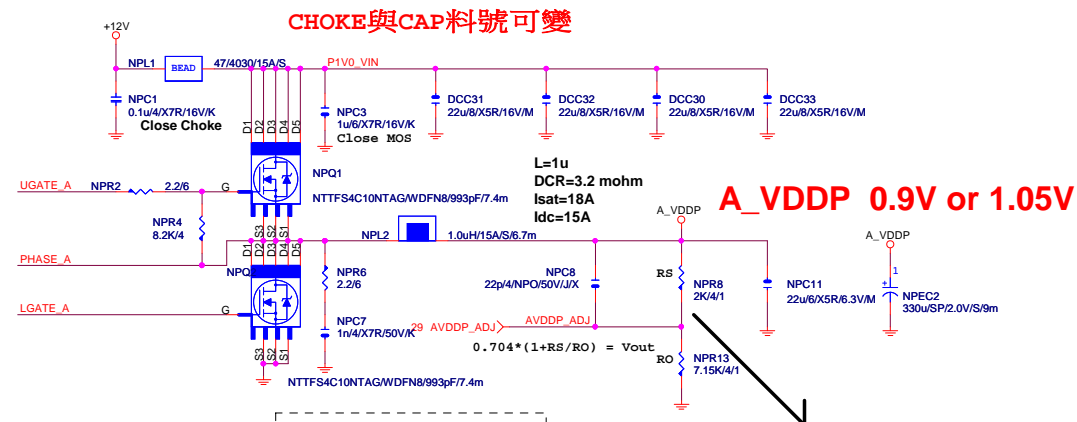 CHOKE與CAP料號可變
+12V
NPL1
BEAD
47/4030/15A/S
P1V0_VIN
NPC1
0.1u/4/X7R/16V/K
Close Choke
D1
D2
D3
D4
D5
NPC3
1u/6/X7R/16V/K
Close MOS
DCC31
22u/8/X5R/16V/M
DCC32
22u/8/X5R/16V/M
DCC30
22u/8/X5R/16V/M
DCC33
22u/8/X5R/16V/M
L=1u
DCR=3.2 mohm
Isat=18A
Idc=15A
A_VDDP
A_VDDP 0.9V or 1.05V
UGATE_A
NPR2
2.2/6
G
NPQ1
NTTFS4C10NTAG/WDFN8/993pF/7.4m
NPR4
8.2K/4
S3
S2
S1
A_VDDP
PHASE_A
D1
D2
D3
D4
D5
NPL2
1.0uH/15A/S/6.7m
NPQ
NPR6
2.2/6
NPC8
22p/4/NPO/50V/J/X
RS
NPR8
2K/4/1
NPC11
22u/6/X5R/6.3V/M
1
+
NPEC2
330u/SP/2.0V/S/9m
LGATE_A
G
NPC7
1n/4/X7R/50V/K
29
AVDDP_ADJ
AVDDP_ADJ
0.704*(1+RS/RO) = Vout
RO
NPR13
7.15K/4/1
S3
S2
S1
NTTFS4C10NTAG/WDFN8/993pF/7.4m